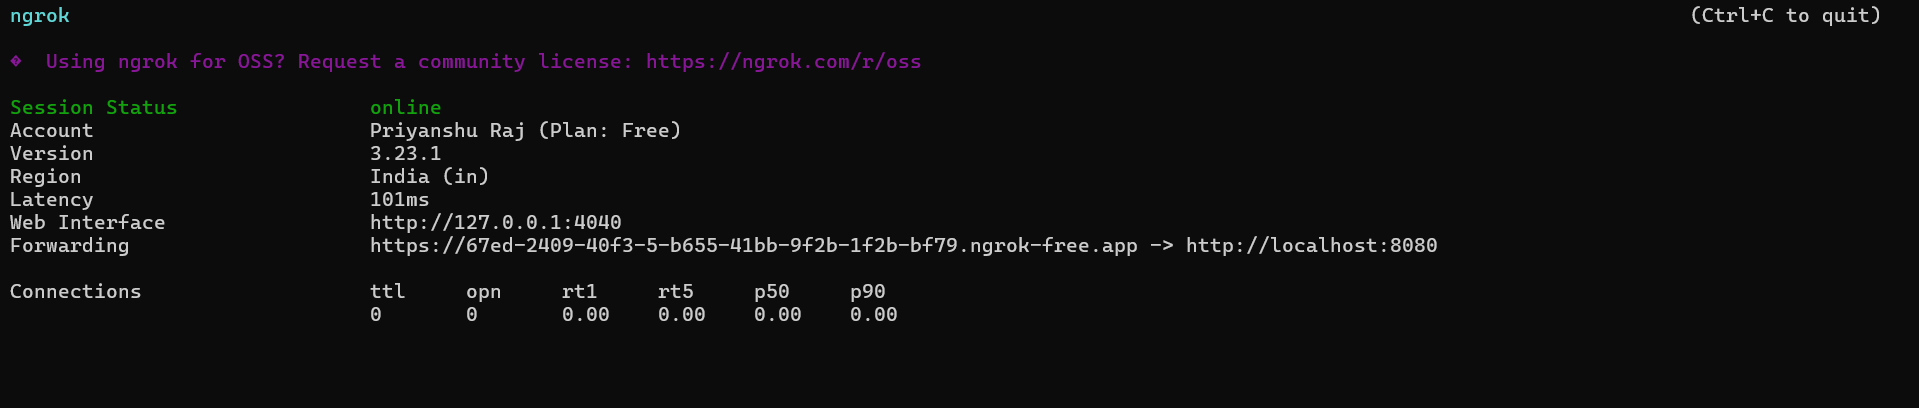 ngrok (Ctrl+C to quit)
� Using ngrok for OSS? Request a community license: https://ngrok.com/r/oss
Session Status online
Account Priyanshu Raj (Plan: Free)
Version 3.23.1
Region India (in)
Latency 101ms
Web Interface http://127.0.0.1:4040
Forwarding https://67ed-2409-40f3-5-b655-41bb-9f2b-1f2b-bf79.ngrok-free.app -> http://localhost:8080
Connections ttl opn rt1 rt5 p50 p90
0 0 0.00 0.00 0.00 0.00